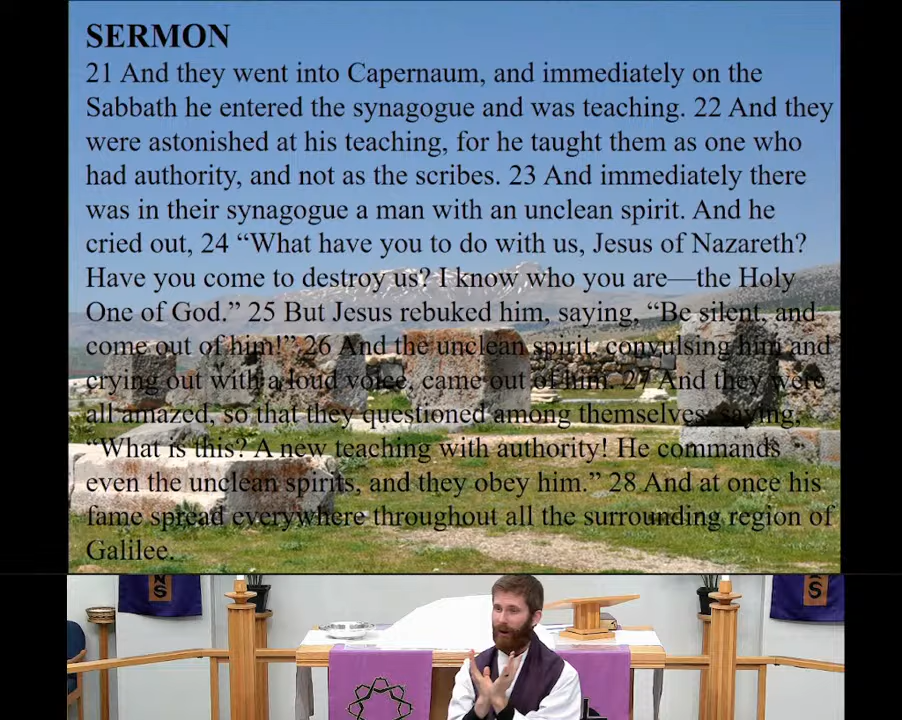 SERMON
21 And they went into Capernaum, and immediately on the
Sabbath he entered the synagogue and was teaching. 22 And they
were astonished at his teaching, for he taught them as one who
had authority, and not as the scribes. 23 And immediately there
was in their synagogue a man with an unclean spirit. And he
cried out, 24 “What have you to do with us, Jesus of Nazareth?
Have you come to destroy us? I know who you are—the Holy
One of God.” 25 But Jesus rebuked him, saying, “Be silent, and
come out of him!” 26 And the unclean spirit, convulsing him and
crying out with a loud voice, came out of him. 27 And they were
all amazed, so that they questioned among themselves, saying,
“What is this? A new teaching with authority! He commands
even the unclean spirits, and they obey him.” 28 And at once his
fame spread everywhere throughout all the surrounding region of
Galilee.